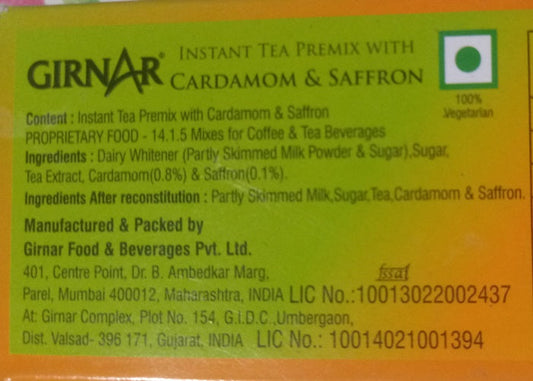 GIRNAR® INSTANT TEA PREMIX WITH
CARDAMOM & SAFFRON
100%
Vegetarian
Content : Instant Tea Premix with Cardamom & Saffron
PROPRIETARY FOOD - 14.1.5 Mixes for Coffee & Tea Beverages
Ingredients : Dairy Whitener (Partly Skimmed Milk Powder & Sugar),Sugar,
Tea Extract, Cardamom(0.8%) & Saffron(0.1%).
Ingredients After reconstitution : Partly Skimmed Milk,Sugar,Tea,Cardamom & Saffron.
Manufactured & Packed by
Girnar Food & Beverages Pvt. Ltd.
401, Centre Point, Dr. B. Ambedkar Marg,
fssai
Parel, Mumbai 400012, Maharashtra, INDIA LIC No.:10013022002437
At: Girnar Complex, Plot No. 154, G.I.D.C.,Umbergaon,
Dist. Valsad- 396 171, Gujarat, INDIA LIC No.: 10014021001394